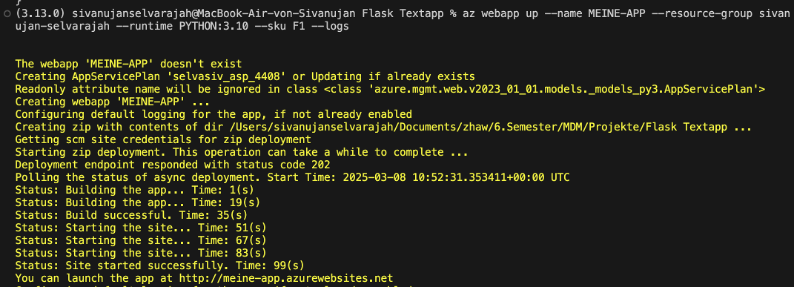 (3.13.0) sivanujanselvarajah@MacBook-Air-von-Sivanujan Flask Textapp % az webapp up --name MEINE-APP --resource-group sivan
ujan-selvarajah --runtime PYTHON:3.10 --sku F1 --logs
The webapp 'MEINE-APP' doesn't exist
Creating AppServicePlan 'selvasiv_asp_4408' or Updating if already exists
Readonly attribute name will be ignored in class <class 'azure.mgmt.web.v2023_01_01.models._models_py3.AppServicePlan'>
Creating webapp 'MEINE-APP' ...
Configuring default logging for the app, if not already enabled
Creating zip with contents of dir /Users/sivanujanselvarajah/Documents/zhaw/6.Semester/MDM/Projekte/Flask Textapp ...
Getting scm site credentials for zip deployment
Starting zip deployment. This operation can take a while to complete ...
Deployment endpoint responded with status code 202
Polling the status of async deployment. Start Time: 2025-03-08 10:52:31.353411+00:00 UTC
Status: Building the app... Time: 1(s)
Status: Building the app... Time: 19(s)
Status: Build successful. Time: 35(s)
Status: Starting the site... Time: 51(s)
Status: Starting the site... Time: 67(s)
Status: Starting the site... Time: 83(s)
Status: Site started successfully. Time: 99(s)
You can launch the app at http://meine-app.azurewebsites.net